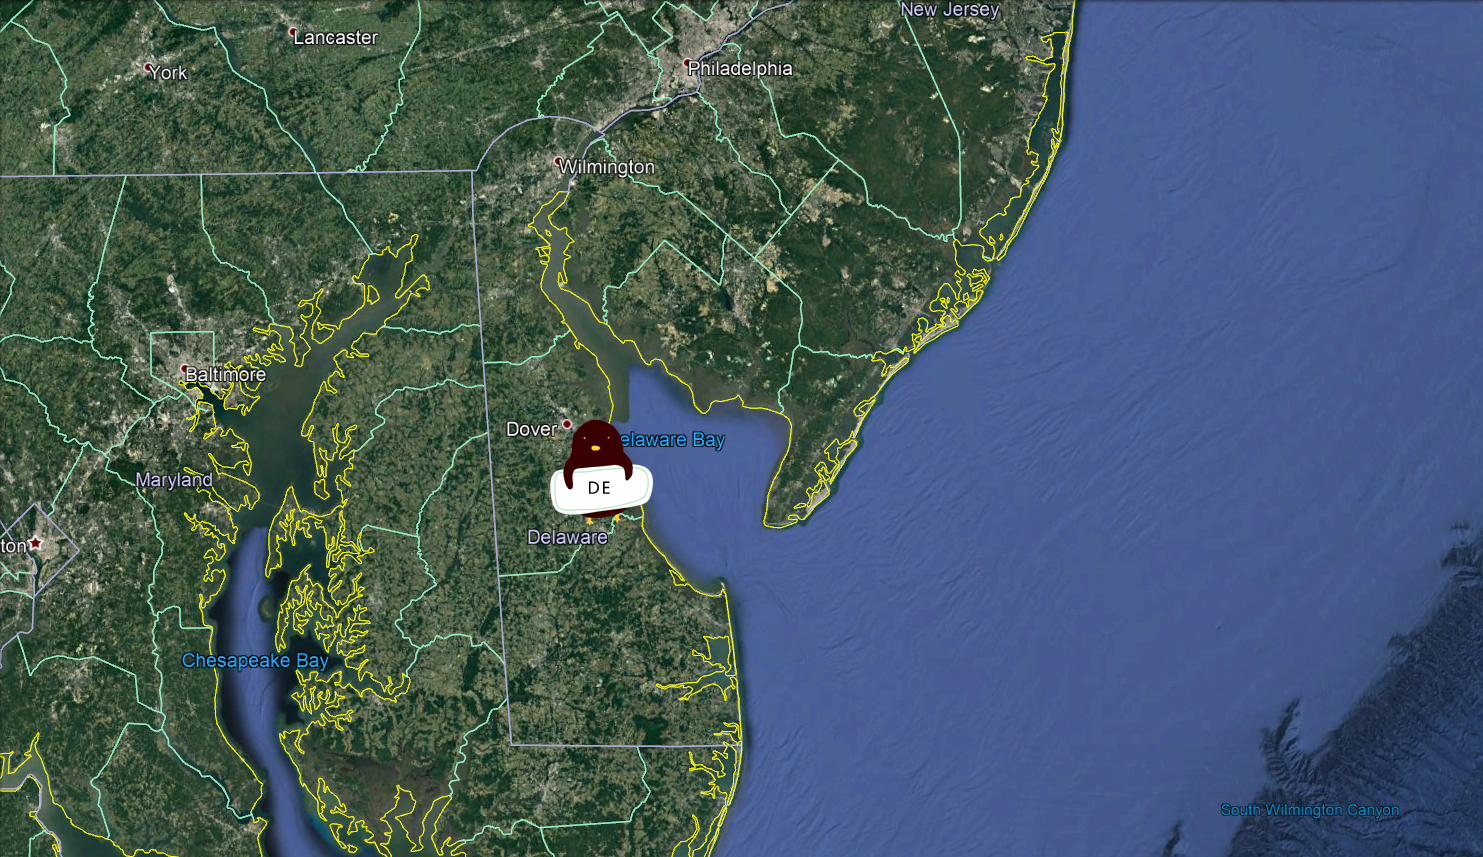 New Jersey
Lancaster
York
Philadelphia
Wilmington
Baltimore
Dover
elaware Bay
Maryland
DE
Delaware
ton
Chesapeake Bay
South Wilmington Canyon